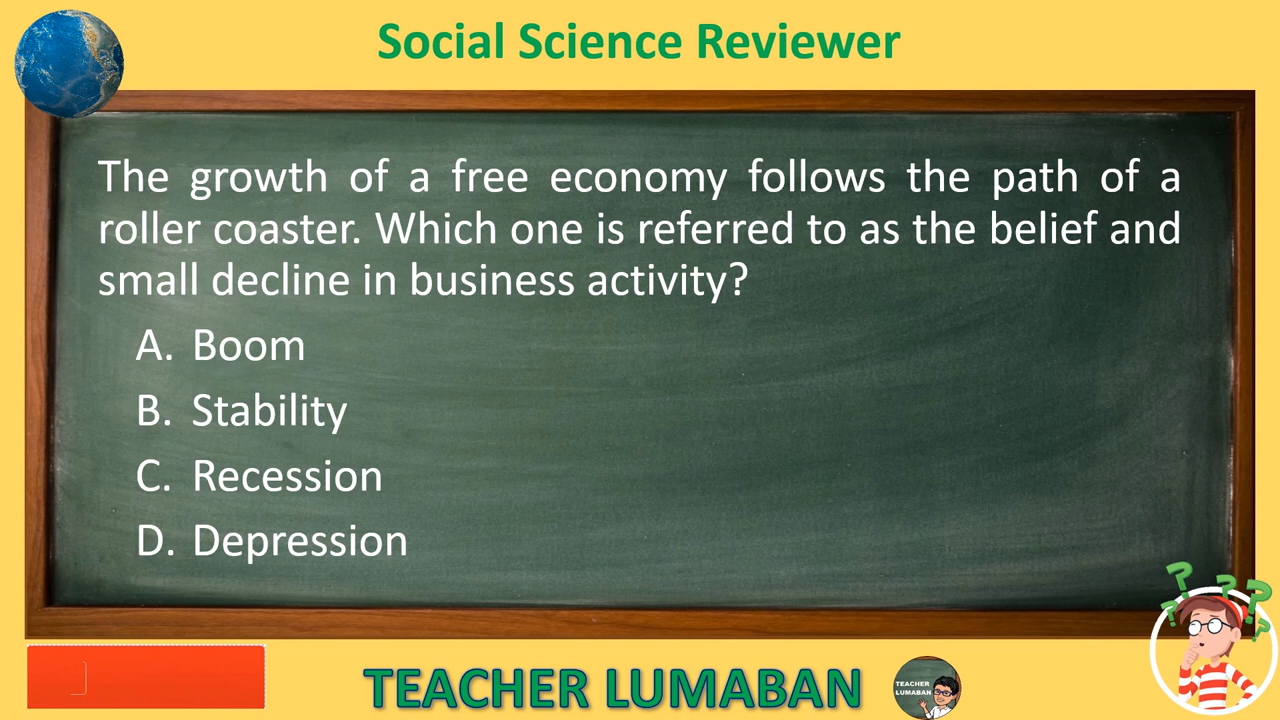 Social Science Reviewer
The growth of a free economy follows the path of a
roller coaster. Which one is referred to as the belief and
small decline in business activity?
A. Boom
B. Stability
C. Recession
D. Depression
TEACHER LUMABAN
TEACHER
LUMABAN